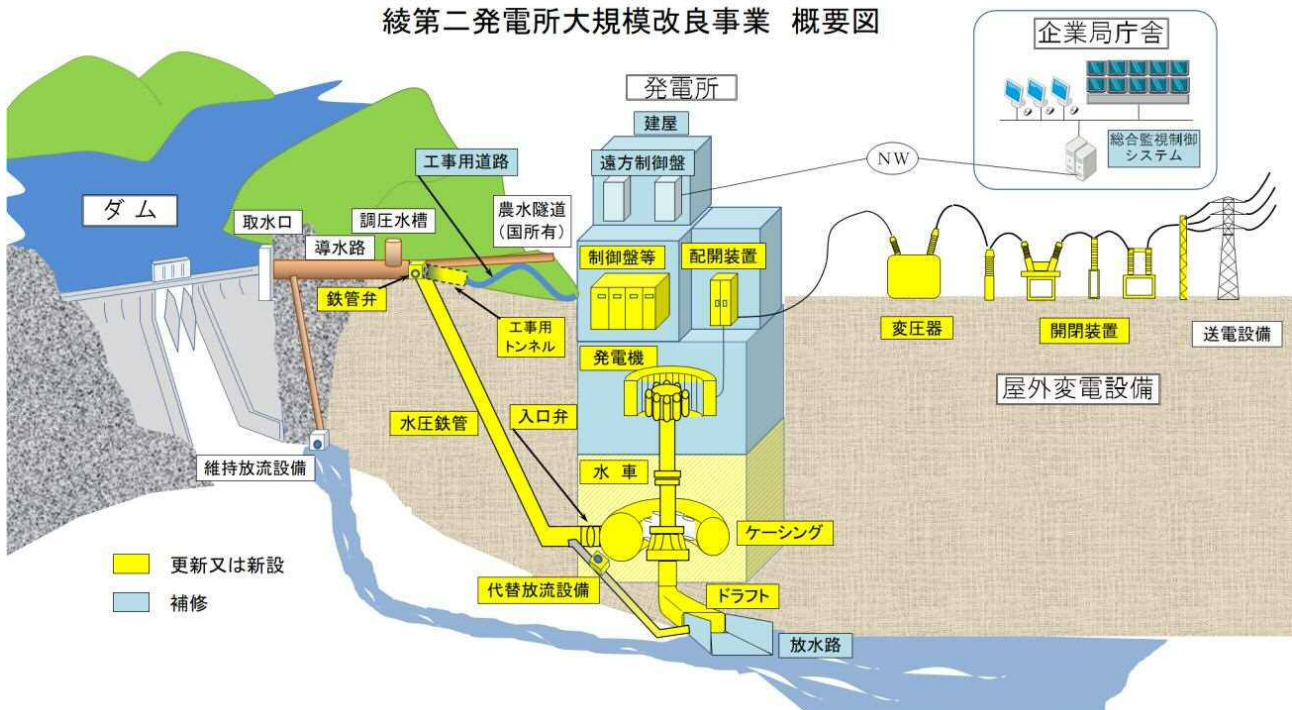 綾第二発電所大規模改良事業 概要図
企業局庁舎
総合監視制御
システム
NW
発電所
建屋
遠方制御盤
工事用道路
農水隧道
(国所有)
ダム
取水口
調圧水槽
導水路
鉄管弁
工事用
トンネル
制御盤等
配開装置
変圧器
開閉装置
送電設備
屋外変電設備
発電機
水圧鉄管
入口弁
水車
維持放流設備
ケーシング
代替放流設備
ドラフト
放水路
更新又は新設
補修